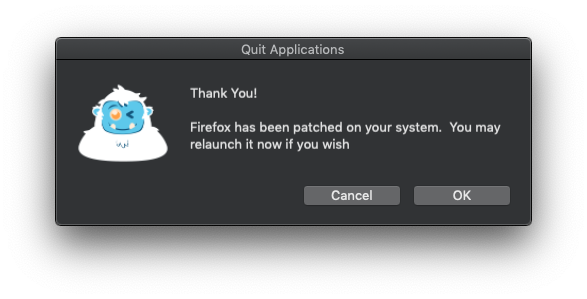 Quit Applications
Thank You!
Firefox has been patched on your system.  You may
relaunch it now if you wish
Cancel
OK